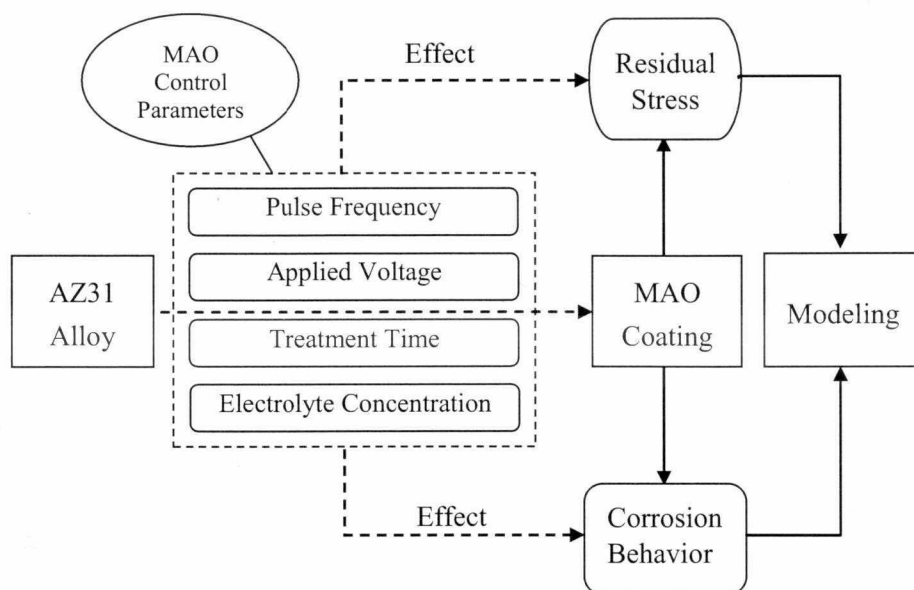 MAO
Control
Parameters
Effect
Residual
Stress
Pulse Frequency
Applied Voltage
AZ31
Alloy
Treatment Time
Electrolyte Concentration
MAO
Coating
Modeling
Effect
Corrosion
Behavior